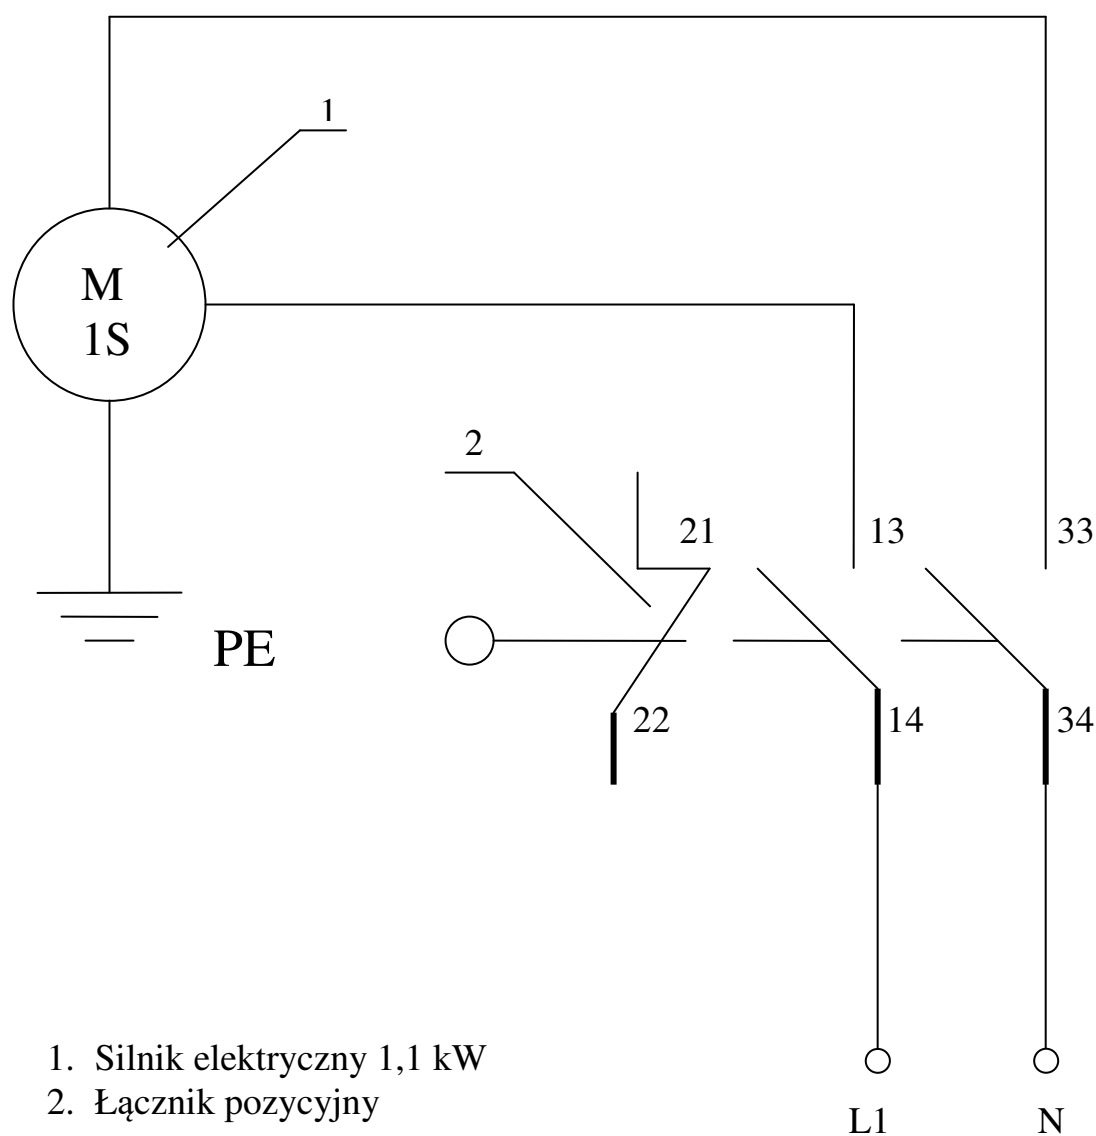 1
M
1S
2
21
13
33
PE
22
14
34
1. Silnik elektryczny 1,1 kW
2. Łącznik pozycyjny
L1
N